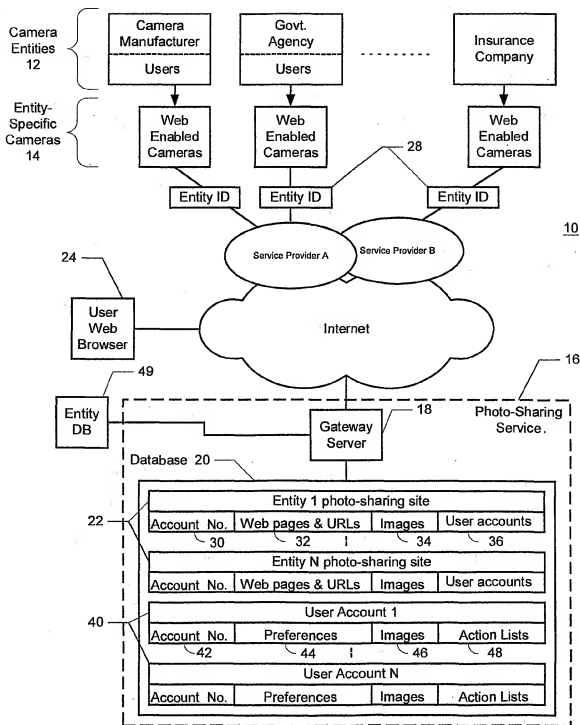 Camera Entities 12
Camera Manufacturer
Users
Govt. Agency
Users
Insurance Company
Entity-Specific Cameras 14
Web Enabled Cameras
Web Enabled Cameras
Web Enabled Cameras
28
Entity ID
Entity ID
Entity ID
10
Service Provider A
Service Provider B
24
User Web Browser
Internet
16
49
Entity DB
18
Gateway Server
Photo-Sharing Service.
Database 20
22
Entity 1 photo-sharing site
Account No.
Web pages & URLs
Images
User accounts
30
32
34
36
Entity N photo-sharing site
Account No.
Web pages & URLs
Images
User accounts
40
User Account 1
Account No.
Preferences
Images
Action Lists
42
44
46
48
User Account N
Account No.
Preferences
Images
Action Lists